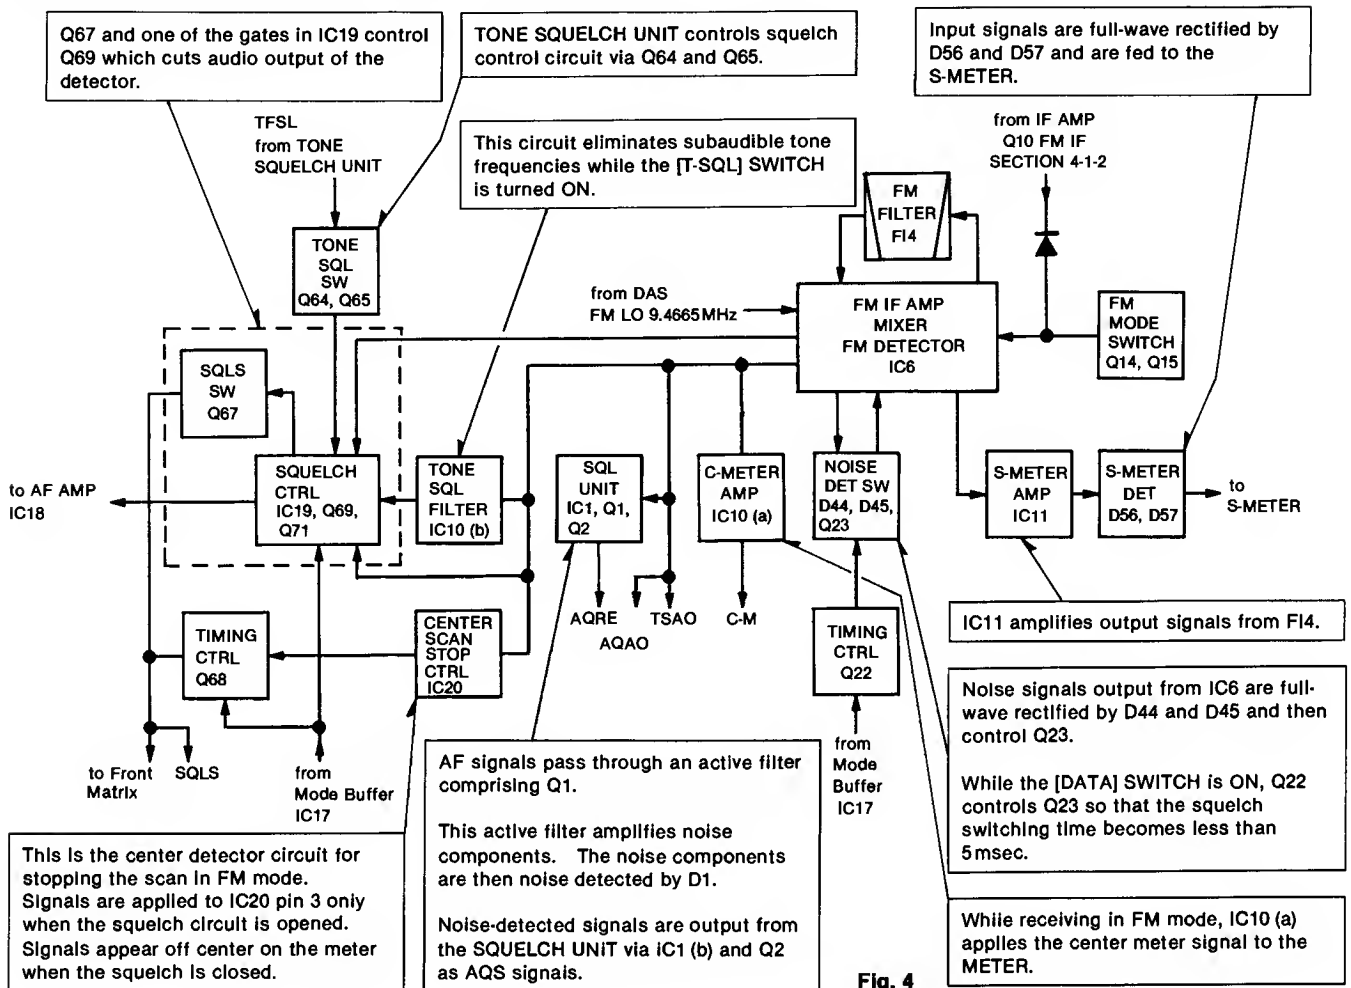 Q67 and one of the gates in IC19 control
Q69 which cuts audio output of the
detector.
TONE SQUELCH UNIT controls squelch
control circuit via Q64 and Q65.
Input signals are full-wave rectified by
D56 and D57 and are fed to the
S-METER.
TFSL
from TONE
SQUELCH UNIT
This circuit eliminates subaudible tone
frequencies while the [T-SQL] SWITCH
is turned ON.
from IF AMP
Q10 FM IF
SECTION 4-1-2
FM
FILTER
FI4
TONE
SQL
SW
Q64, Q65
from DAS
FM LO 9.4665MHz
FM IF AMP
MIXER
FM DETECTOR
IC6
FM
MODE
SWITCH
Q14, Q15
SQLS
SW
Q67
SQUELCH
CTRL
IC19, Q69,
Q71
TONE
SQL
FILTER
IC10 (b)
SQL
UNIT
IC1, Q1,
Q2
C-METER
AMP
IC10 (a)
NOISE
DET SW
D44, D45,
Q23
S-METER
AMP
IC11
S-METER
DET
D56, D57
to
S-METER
to AF AMP
IC18
TIMING
CTRL
Q68
CENTER
SCAN
STOP
CTRL
IC20
AQRE
AQAO
TSAO
C-M
TIMING
CTRL
Q22
IC11 amplifies output signals from FI4.
to Front
Matrix
SQLS
from
Mode Buffer
IC17
from
Mode
Buffer
IC17
Noise signals output from IC6 are full-
wave rectified by D44 and D45 and then
control Q23.
While the [DATA] SWITCH is ON, Q22
controls Q23 so that the squelch
switching time becomes less than
5msec.
AF signals pass through an active filter
comprising Q1.
This active filter amplifies noise
components. The noise components
are then noise detected by D1.
Noise-detected signals are output from
the SQUELCH UNIT via IC1 (b) and Q2
as AQS signals.
This is the center detector circuit for
stopping the scan in FM mode.
Signals are applied to IC20 pin 3 only
when the squelch circuit is opened.
Signals appear off center on the meter
when the squelch is closed.
While receiving in FM mode, IC10 (a)
applies the center meter signal to the
METER.
Fig. 4